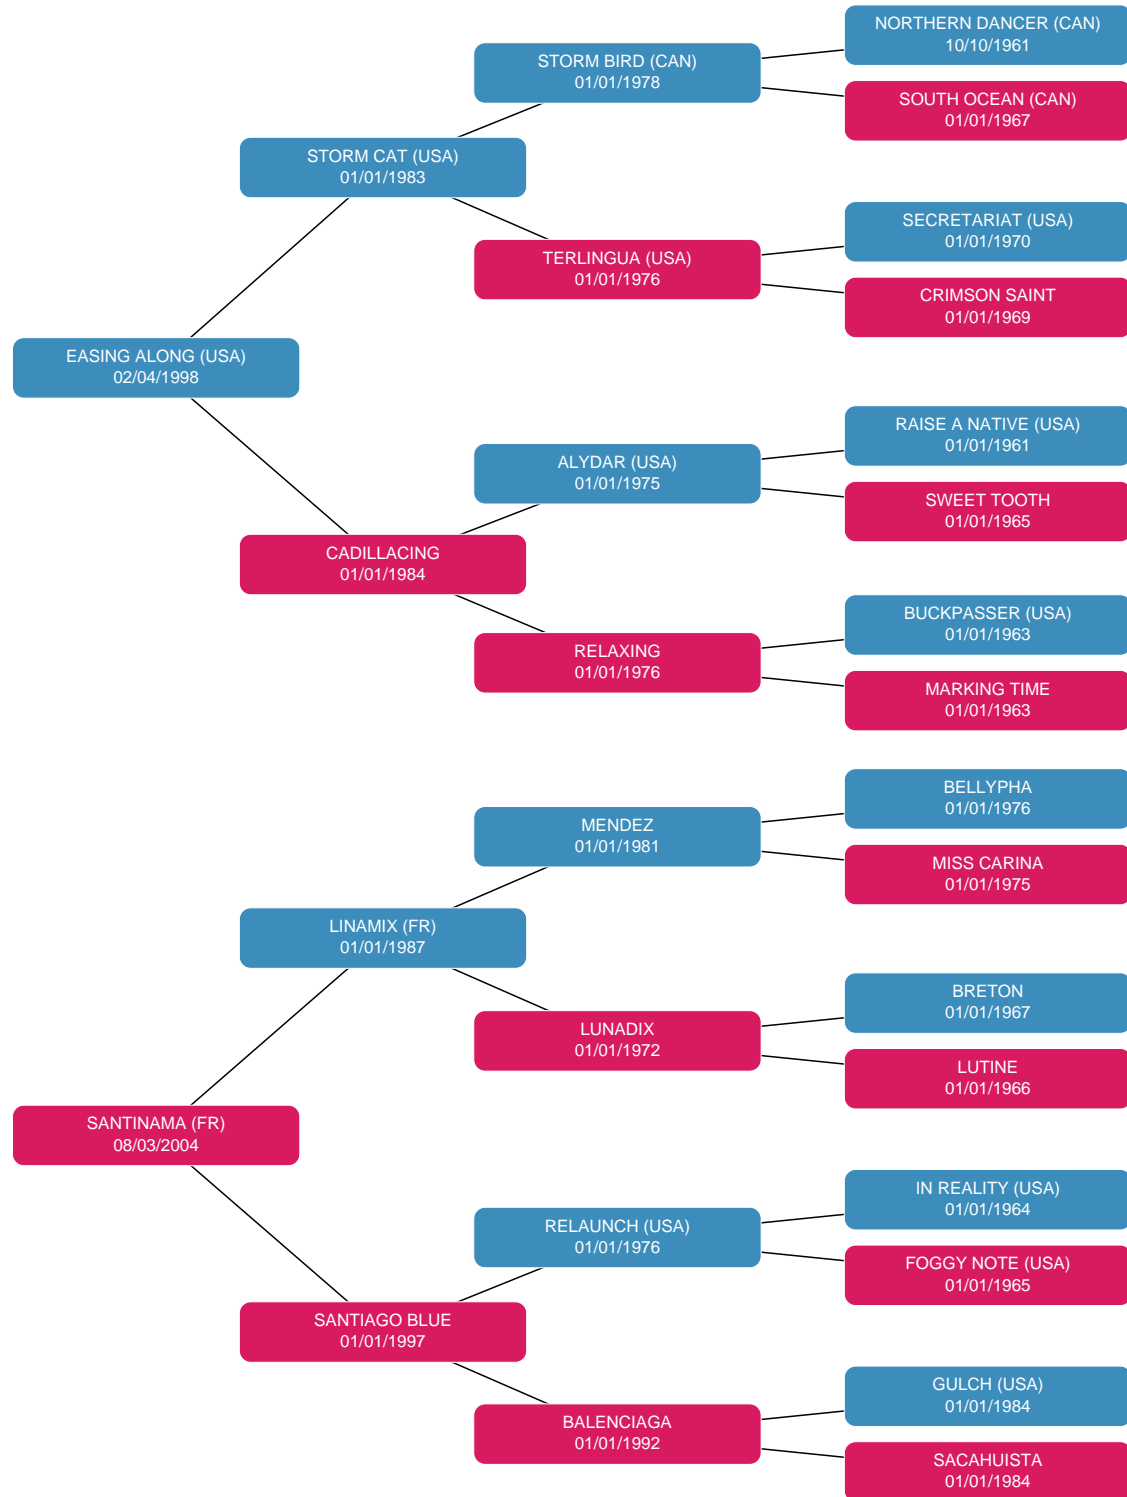 NORTHERN DANCER (CAN)
10/10/1961
STORM BIRD (CAN)
01/01/1978
SOUTH OCEAN (CAN)
01/01/1967
STORM CAT (USA)
01/01/1983
SECRETARIAT (USA)
01/01/1970
TERLINGUA (USA)
01/01/1976
CRIMSON SAINT
01/01/1969
EASING ALONG (USA)
02/04/1998
RAISE A NATIVE (USA)
01/01/1961
ALYDAR (USA)
01/01/1975
SWEET TOOTH
01/01/1965
CADILLACING
01/01/1984
BUCKPASSER (USA)
01/01/1963
RELAXING
01/01/1976
MARKING TIME
01/01/1963
BELLYPHA
01/01/1976
MENDEZ
01/01/1981
MISS CARINA
01/01/1975
LINAMIX (FR)
01/01/1987
BRETON
01/01/1967
LUNADIX
01/01/1972
LUTINE
01/01/1966
SANTINAMA (FR)
08/03/2004
IN REALITY (USA)
01/01/1964
RELAUNCH (USA)
01/01/1976
FOGGY NOTE (USA)
01/01/1965
SANTIAGO BLUE
01/01/1997
GULCH (USA)
01/01/1984
BALENCIAGA
01/01/1992
SACAHUISTA
01/01/1984